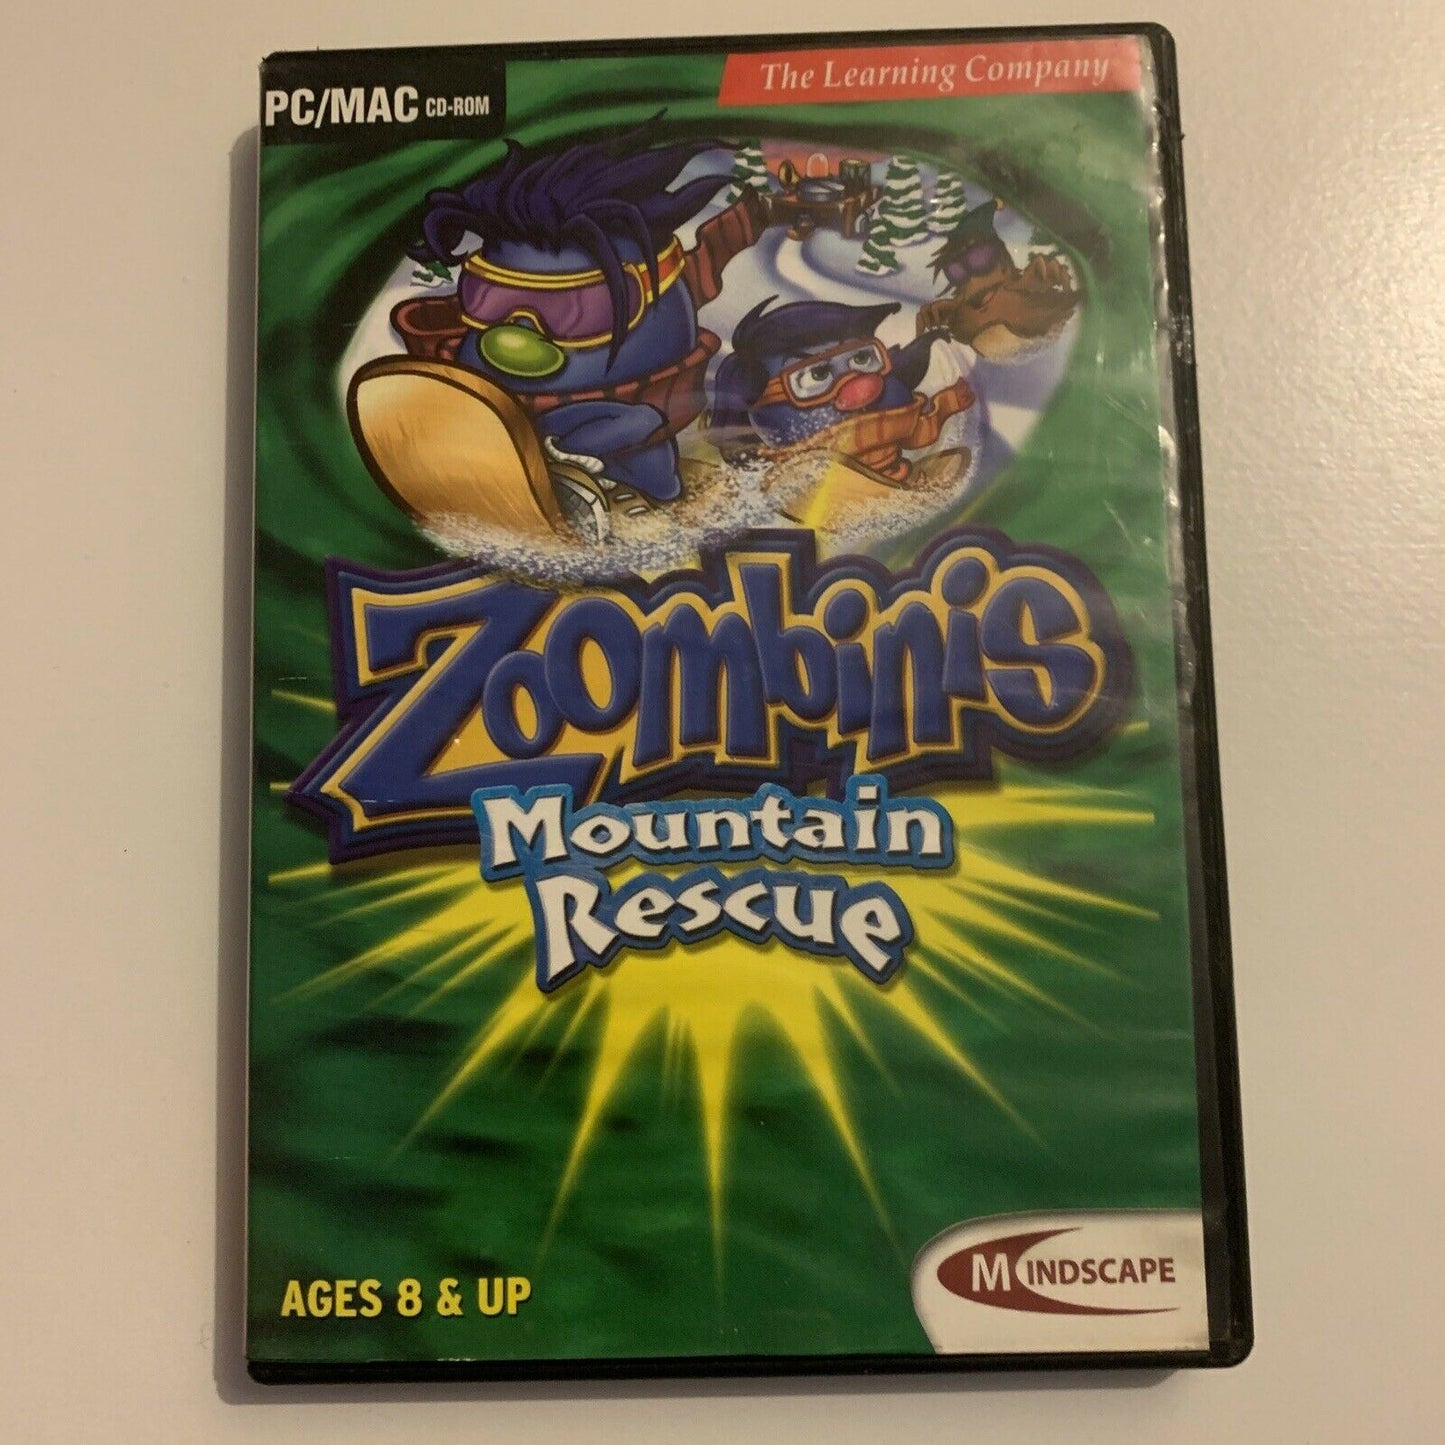 PC/MAC CD-ROM
The Learning Company
Zoombinis
Mountain
Rescue
AGES 8 & UP
MINDSCAPE